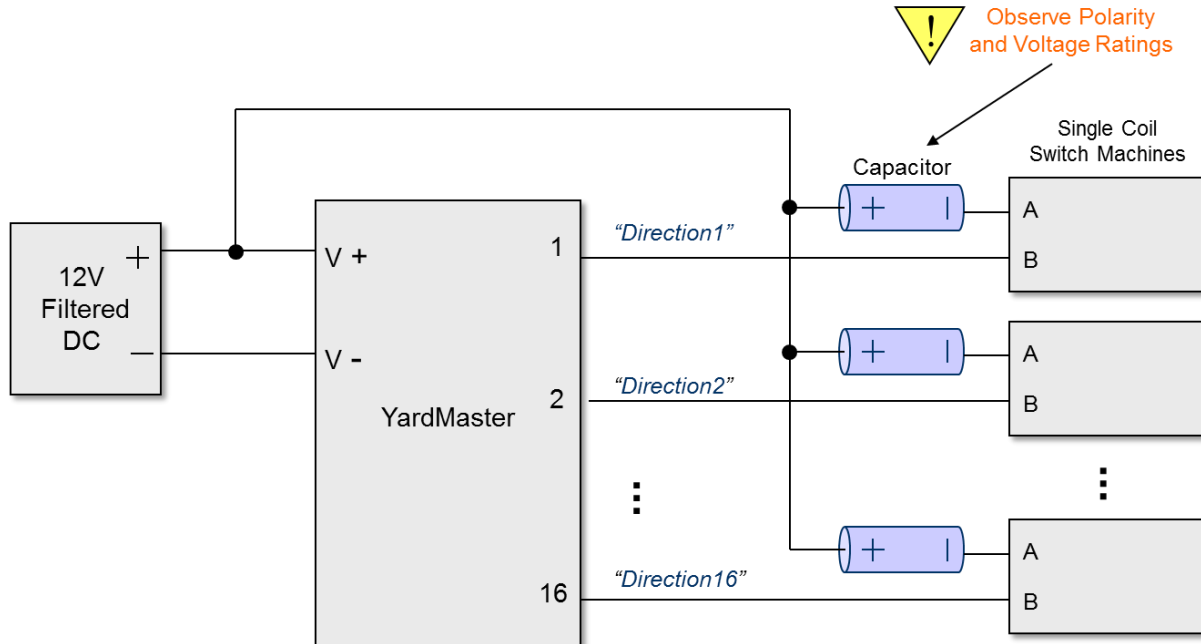 Observe Polarity
and Voltage Ratings
!
Single Coil
Switch Machines
Capacitor
+ –
A
B
“Direction1”
1
+
12V
Filtered
DC
–
V +
V -
YardMaster
+ –
A
B
“Direction2”
2
+ –
A
B
“Direction16”
16